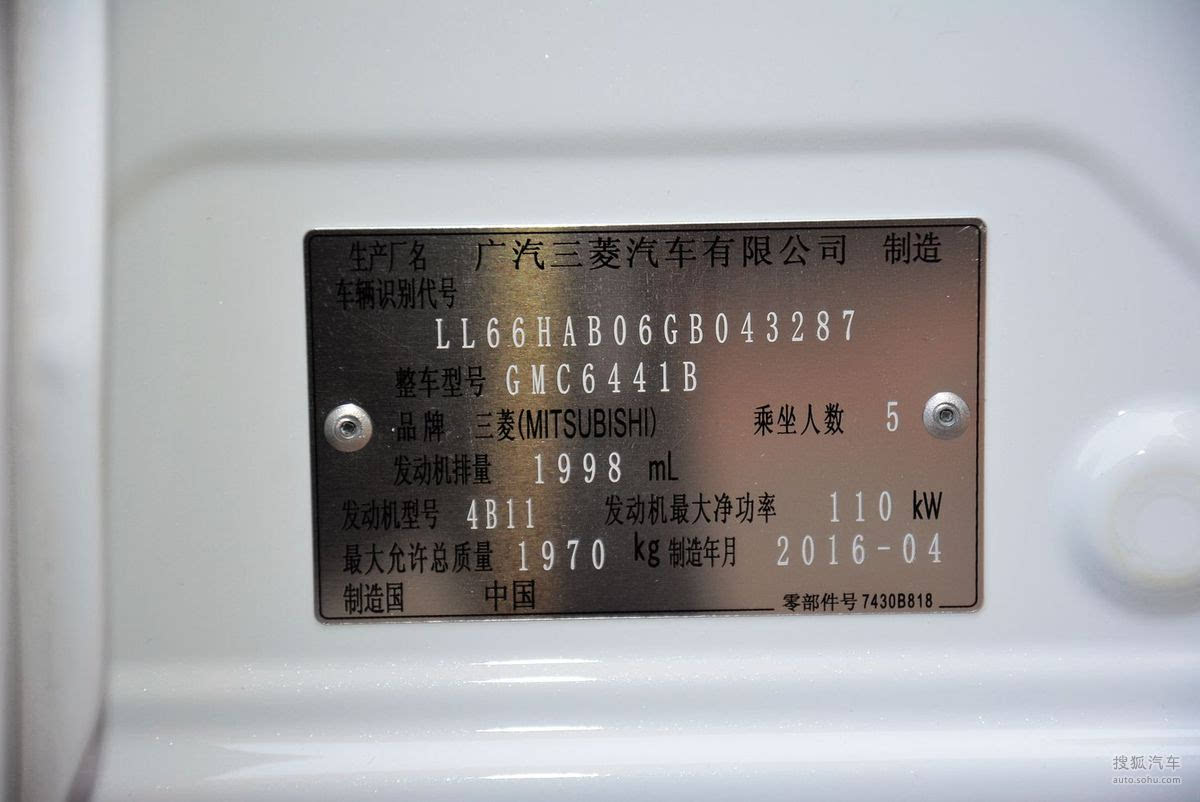 生产厂名 广汽三菱汽车有限公司 制造
车辆识别代号
LL66HAB06GB043287
整车型号 GMC6441B
品牌 三菱(MITSUBISHI) 乘坐人数 5
发动机排量 1998 mL
发动机型号 4B11 发动机最大净功率 110 kW
最大允许总质量 1970 kg 制造年月 2016-04
制造国 中国 零部件号 7430B818
搜狐汽车
auto.sohu.com